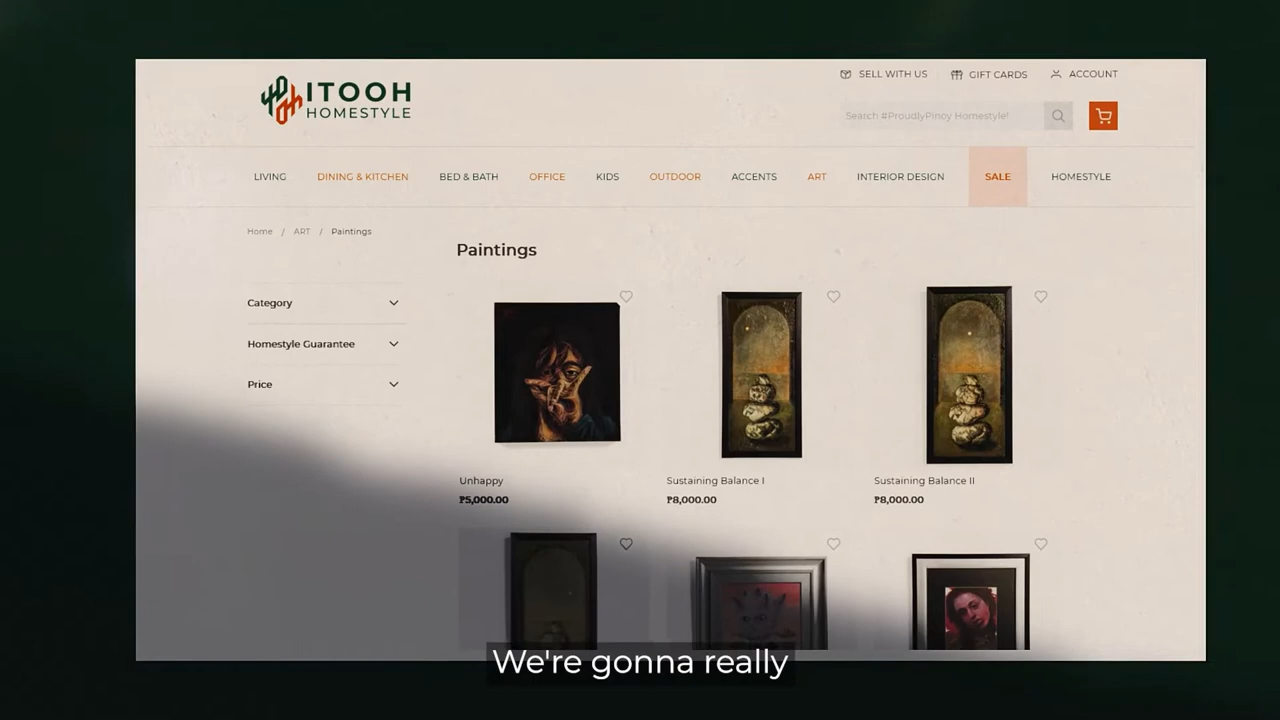 ITOOH
HOMESTYLE
SELL WITH US
GIFT CARDS
ACCOUNT
Search #ProudlyPinoy Homestyle!
LIVING
DINING & KITCHEN
BED & BATH
OFFICE
KIDS
OUTDOOR
ACCENTS
ART
INTERIOR DESIGN
SALE
HOMESTYLE
Home / ART / Paintings
Paintings
Category
Homestyle Guarantee
Price
Unhappy
₱5,000.00
Sustaining Balance I
₱8,000.00
Sustaining Balance II
₱8,000.00
We're gonna really